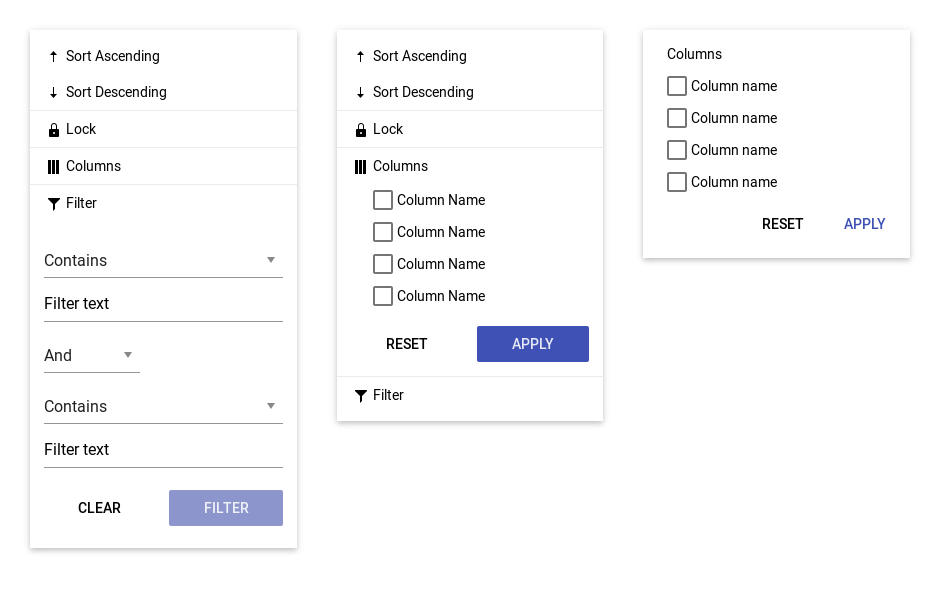 Sort Ascending
Sort Descending
Lock
Columns
Filter
Contains
Filter text
And
Contains
Filter text
CLEAR FILTER
Sort Ascending
Sort Descending
Lock
Columns
Column Name
Column Name
Column Name
Column Name
RESET APPLY
Filter
Columns
Column name
Column name
Column name
Column name
RESET APPLY